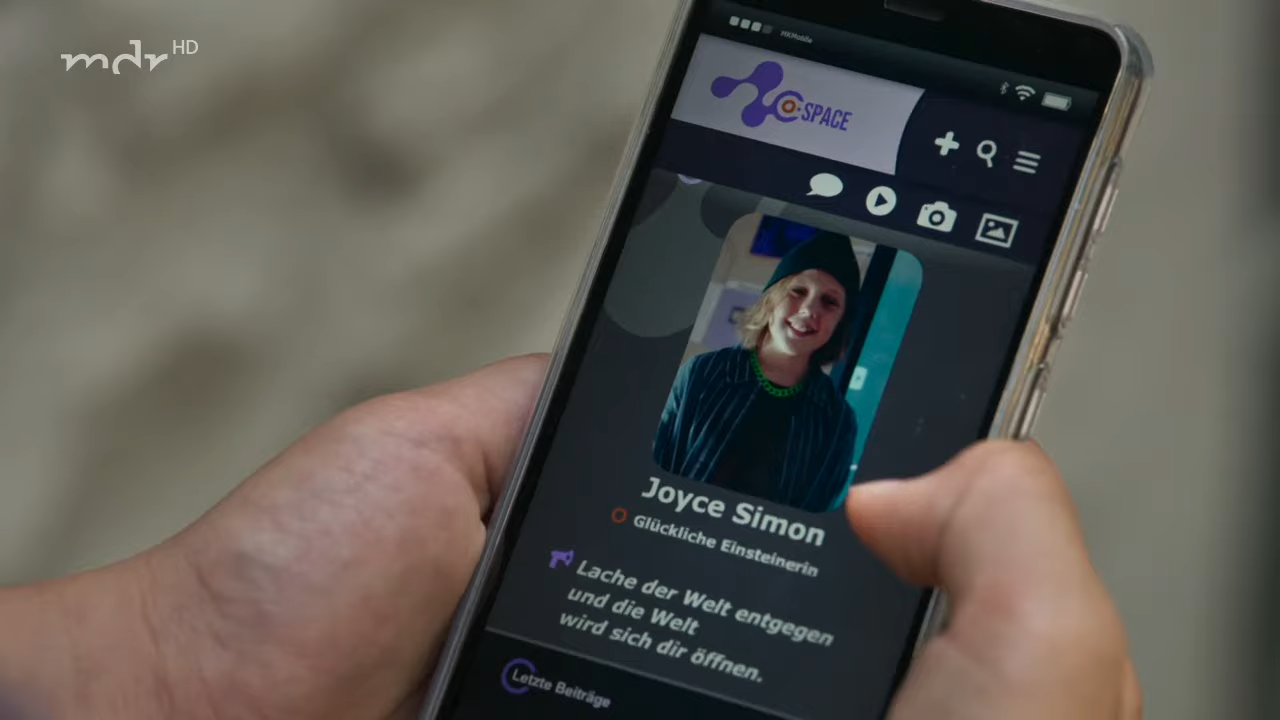 mdr HD
HKMobile
C SPACE
Joyce Simon
Glückliche Einsteinerin
Lache der Welt entgegen
und die Welt
wird sich dir öffnen.
Letzte Beiträge